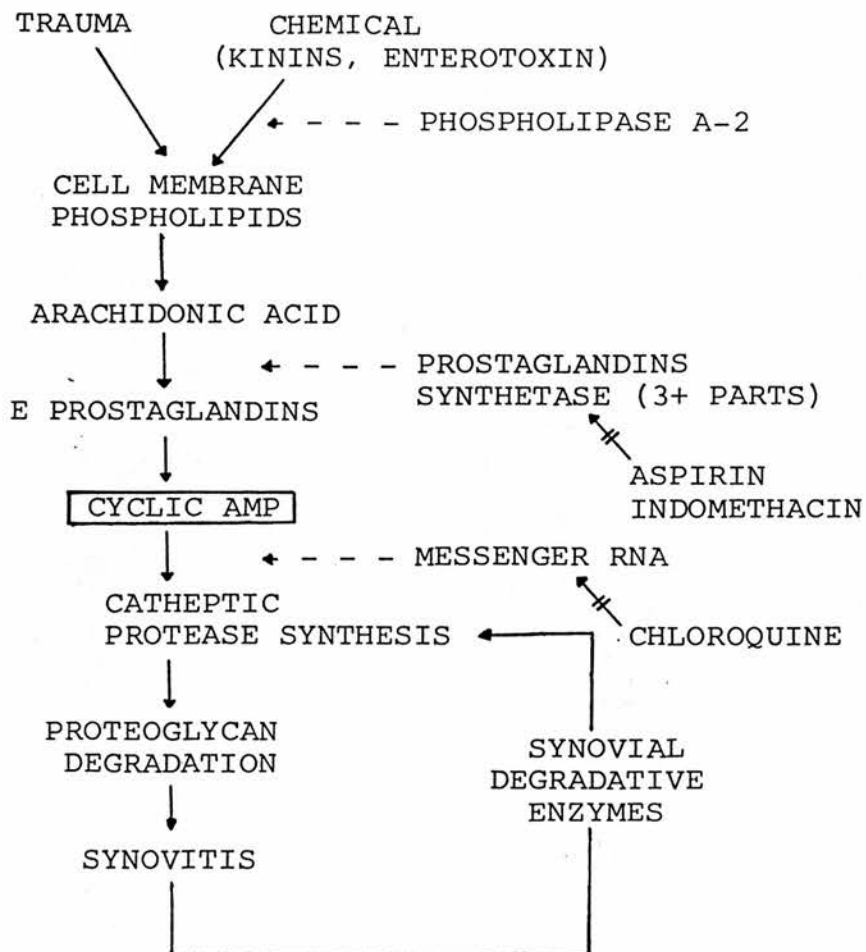 TRAUMA
CHEMICAL
(KININS, ENTEROTOXIN)
PHOSPHOLIPASE A-2
CELL MEMBRANE
PHOSPHOLIPIDS
ARACHIDONIC ACID
PROSTAGLANDINS
SYNTHETASE (3+ PARTS)
E PROSTAGLANDINS
ASPIRIN
INDOMETHACIN
CYCLIC AMP
MESSENGER RNA
CATHEPTIC
PROTEASE SYNTHESIS
CHLOROQUINE
PROTEOGLYCAN
DEGRADATION
SYNOVIAL
DEGRADATIVE
ENZYMES
SYNOVITIS